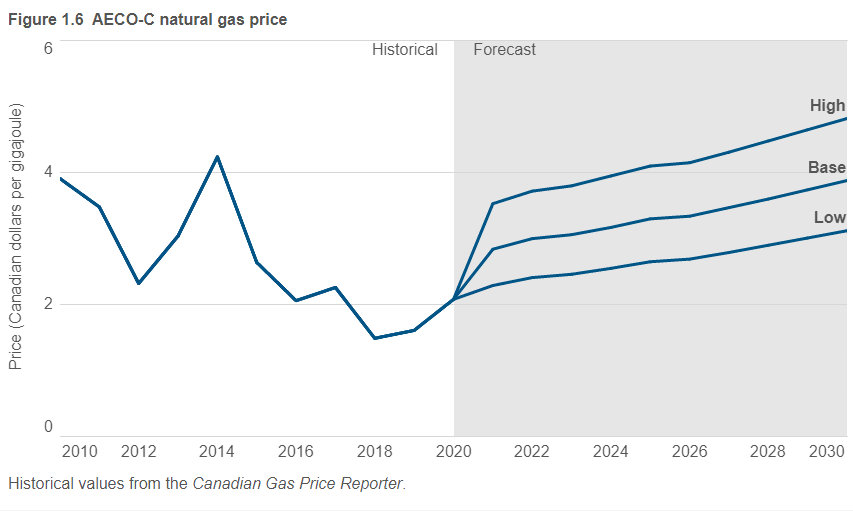 Figure 1.6 AECO-C natural gas price
Price (Canadian dollars per gigajoule)
6
4
2
0
Historical
Forecast
High
Base
Low
2010 2012 2014 2016 2018 2020 2022 2024 2026 2028 2030
Historical values from the Canadian Gas Price Reporter.